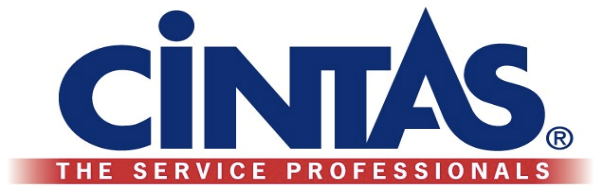 CiNTAS®
THE SERVICE PROFESSIONALS